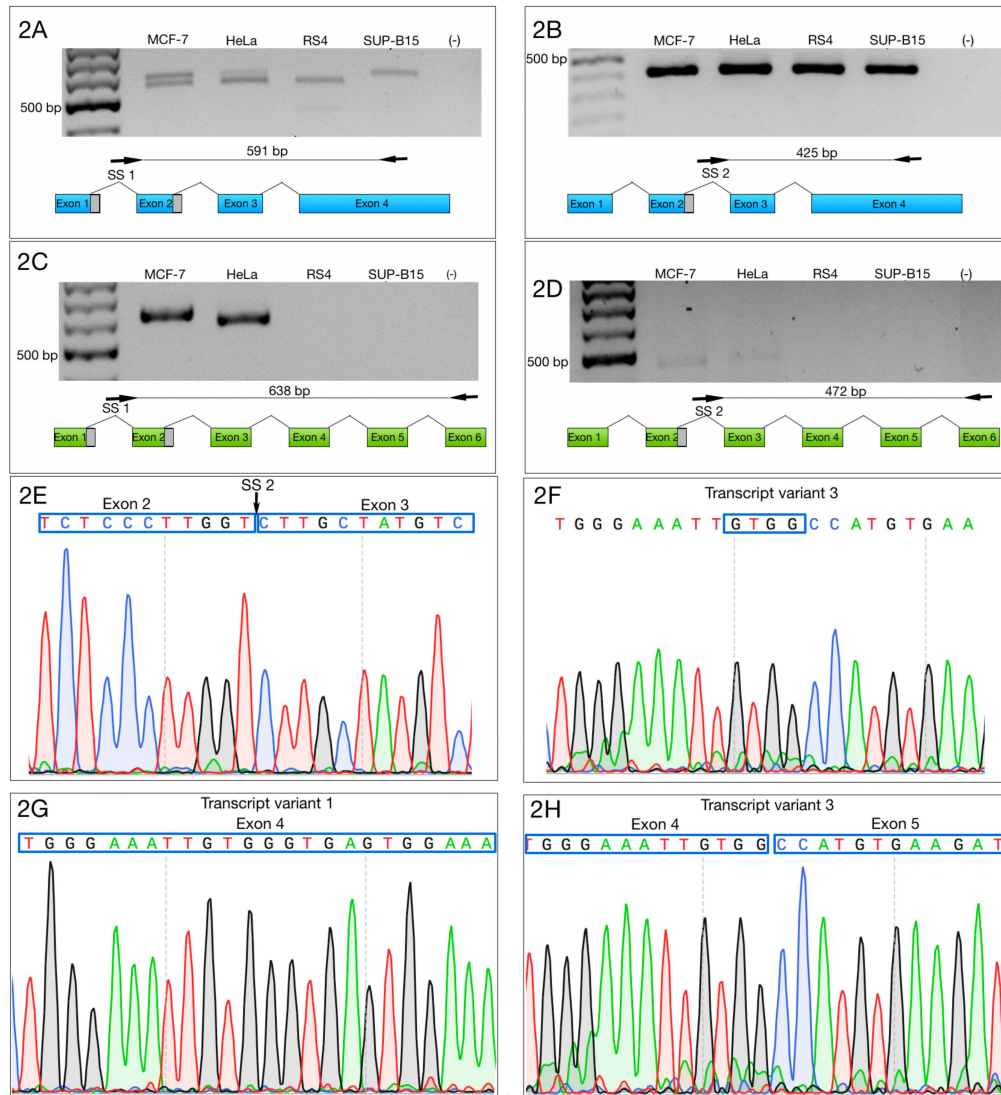 2A
MCF-7 HeLa RS4 SUP-B15 (-)
500 bp
591 bp
SS 1
Exon 1 Exon 2 Exon 3 Exon 4
2B
MCF-7 HeLa RS4 SUP-B15 (-)
500 bp
425 bp
SS 2
Exon 1 Exon 2 Exon 3 Exon 4
2C
MCF-7 HeLa RS4 SUP-B15 (-)
500 bp
638 bp
SS 1
Exon 1 Exon 2 Exon 3 Exon 4 Exon 5 Exon 6
2D
MCF-7 HeLa RS4 SUP-B15 (-)
500 bp
472 bp
SS 2
Exon 1 Exon 2 Exon 3 Exon 4 Exon 5 Exon 6
2E
SS 2
Exon 2 Exon 3
T C T C C C T T G G T C T T G C T A T G T C
2F
Transcript variant 3
T G G G A A A T T G T G G C C A T G T G A A
2G
Transcript variant 1
Exon 4
T G G G A A A T T G T G G G T G A G T G G A A A
2H
Transcript variant 3
Exon 4 Exon 5
T G G G A A A T T G T G G C C A T G T G A A G A T